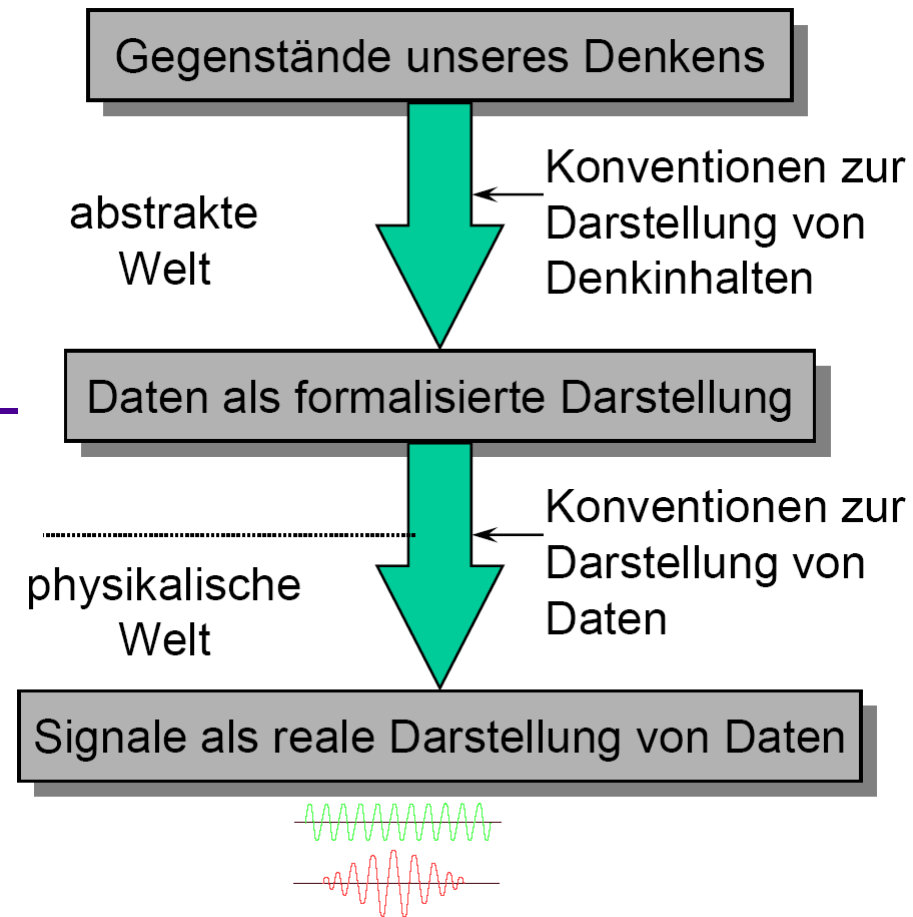 Gegenstände unseres Denkens
abstrakte
Welt
Konventionen zur
Darstellung von
Denkinhalten
Daten als formalisierte Darstellung
physikalische
Welt
Konventionen zur
Darstellung von
Daten
Signale als reale Darstellung von Daten